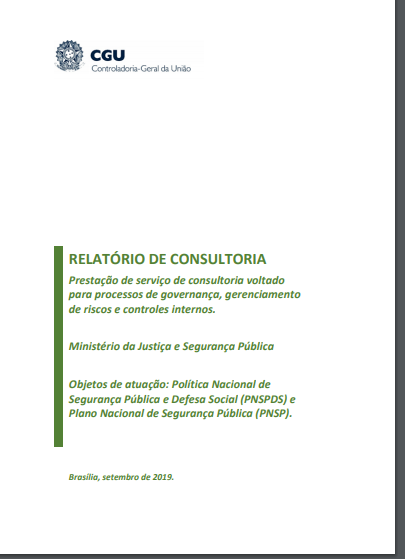 CGU
Controladoria-Geral da União
RELATÓRIO DE CONSULTORIA
Prestação de serviço de consultoria voltado
para processos de governança, gerenciamento
de riscos e controles internos.
Ministério da Justiça e Segurança Pública
Objetos de atuação: Política Nacional de
Segurança Pública e Defesa Social (PNSPDS) e
Plano Nacional de Segurança Pública (PNSP).
Brasília, setembro de 2019.